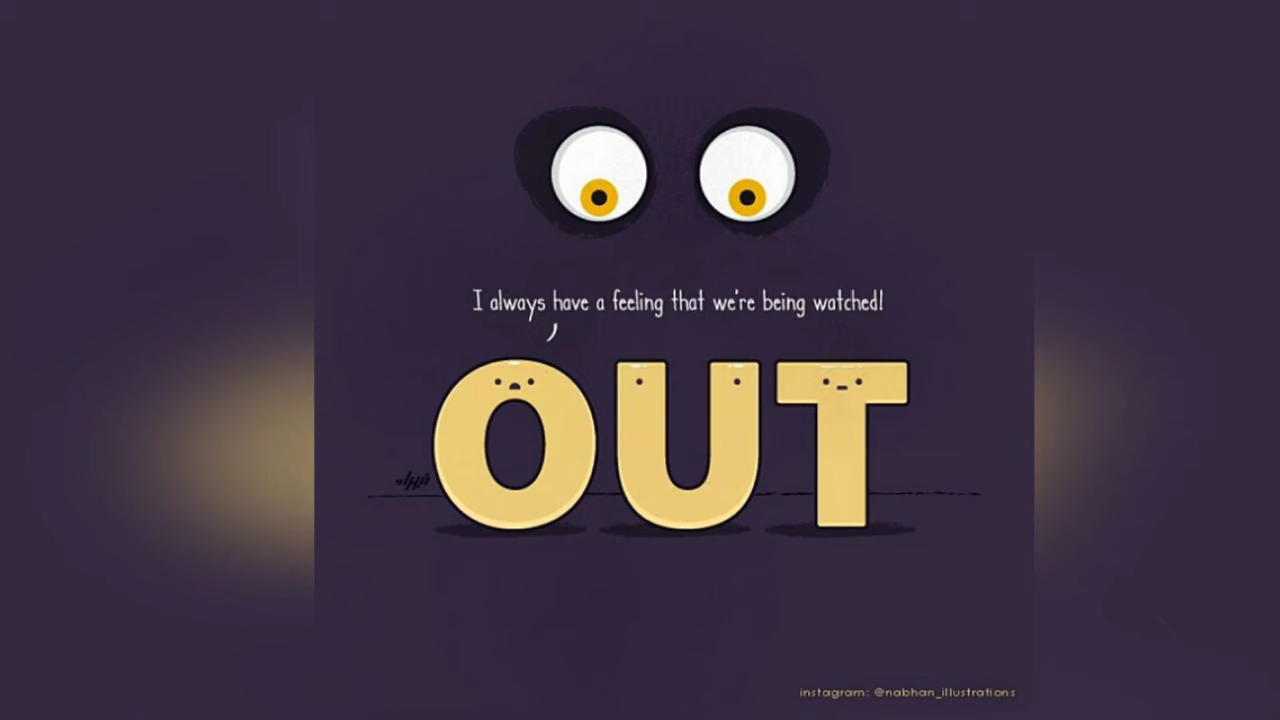 I always have a feeling that we're being watched!
OUT
instagram: @nabhan_illustrations